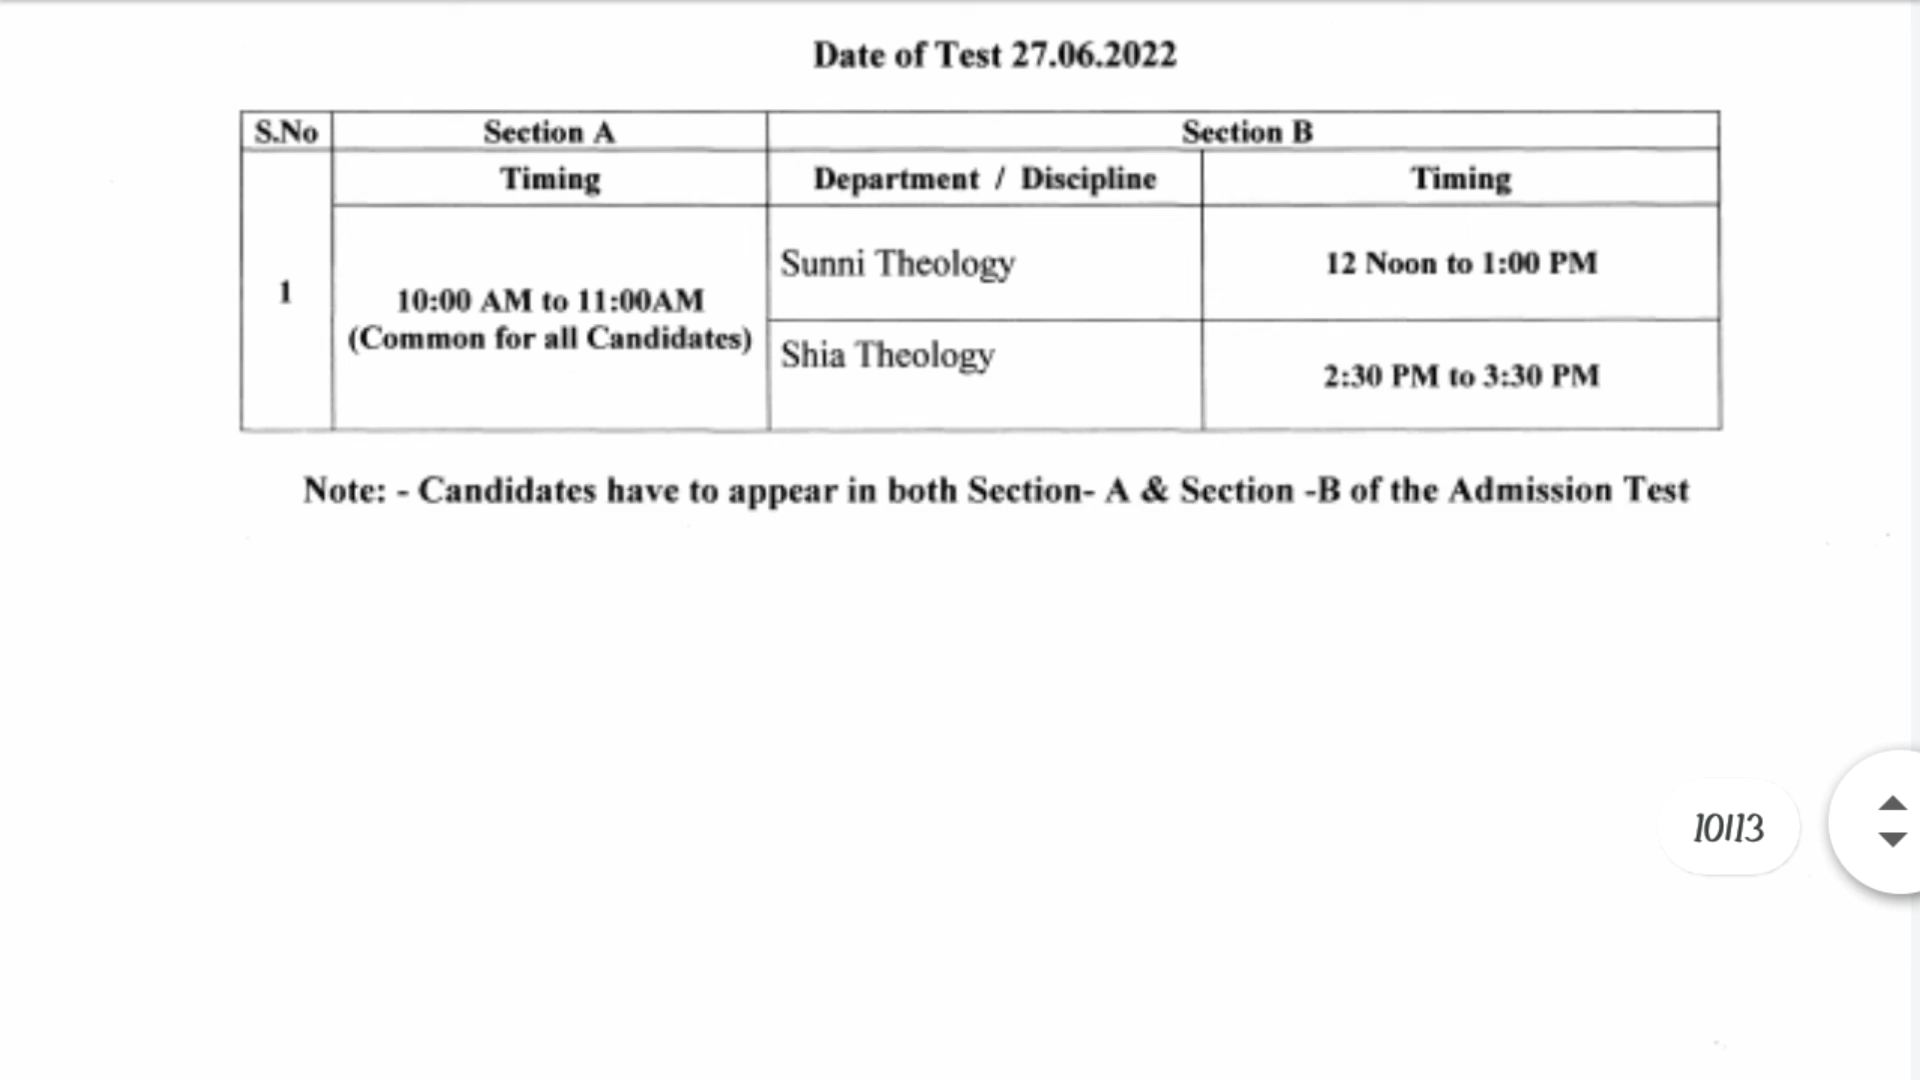 Date of Test 27.06.2022
S.No
Section A
Section B
Timing
Department / Discipline
Timing
1
10:00 AM to 11:00AM
(Common for all Candidates)
Sunni Theology
12 Noon to 1:00 PM
Shia Theology
2:30 PM to 3:30 PM
Note: - Candidates have to appear in both Section- A & Section -B of the Admission Test
10/13